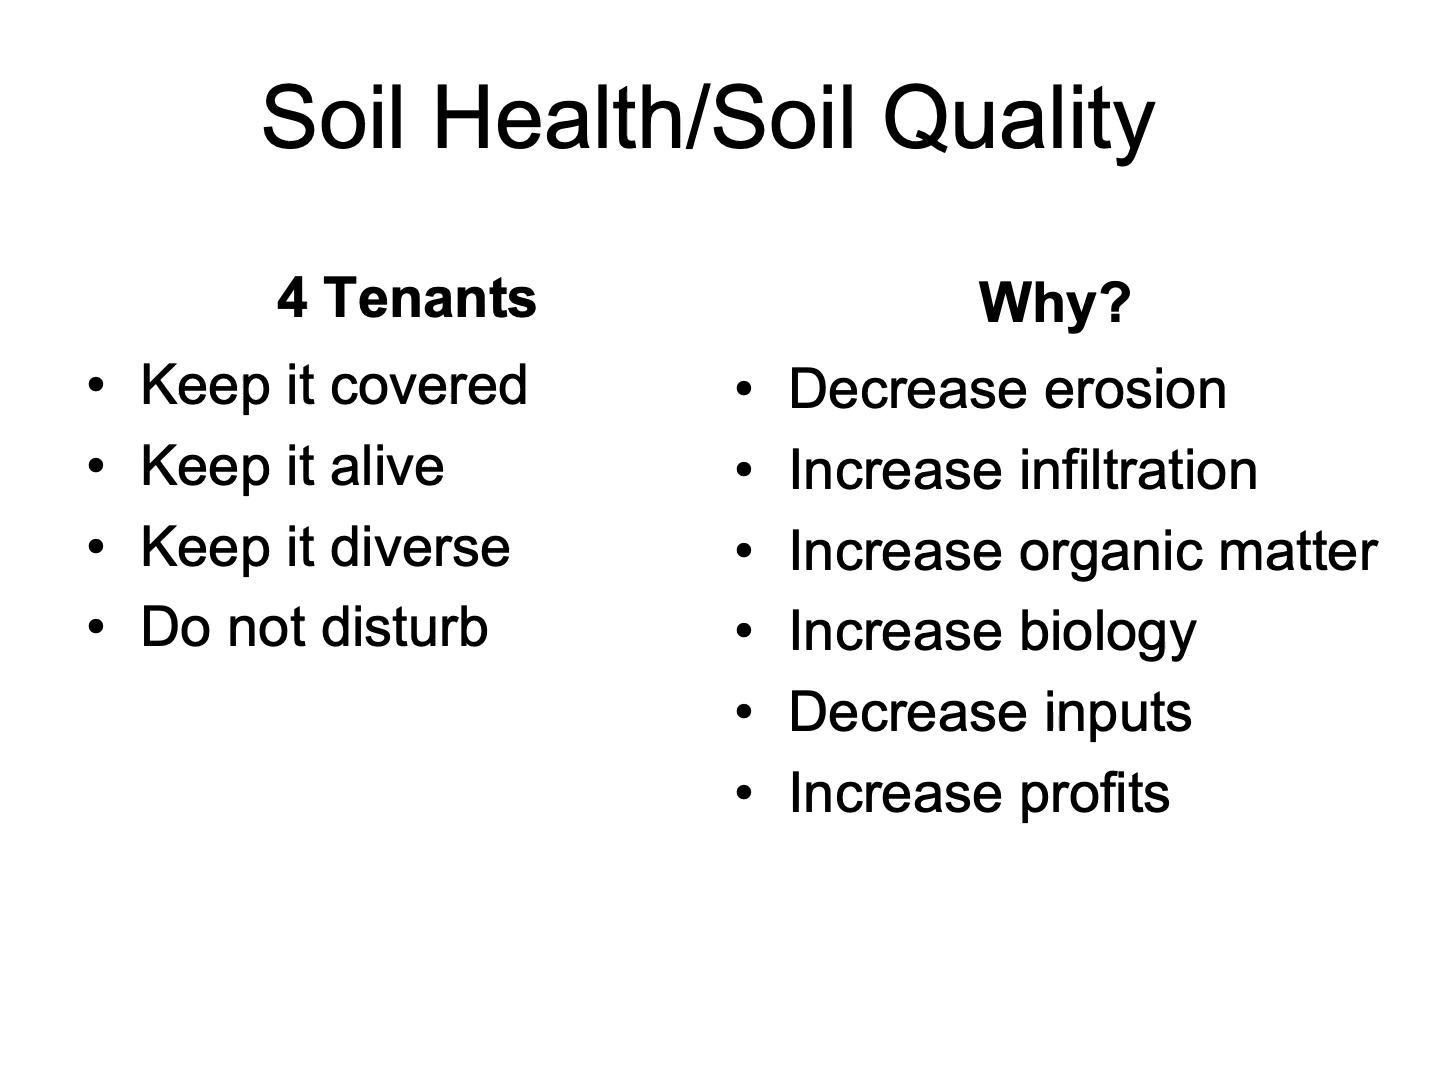 Soil Health/Soil Quality
4 Tenants
• Keep it covered
• Keep it alive
• Keep it diverse
• Do not disturb
Why?
• Decrease erosion
• Increase infiltration
• Increase organic matter
• Increase biology
• Decrease inputs
• Increase profits